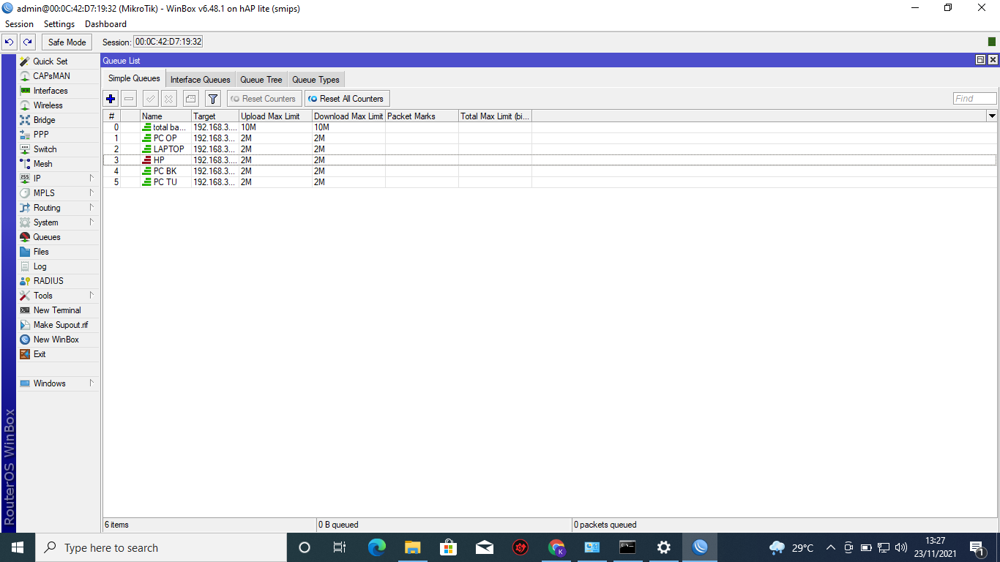 admin@00:0C:42:D7:19:32 (MikroTik) - WinBox v6.48.1 on hAP lite (smips)
Session Settings Dashboard
Safe Mode Session: 00:0C:42:D7:19:32
Quick Set
CAPsMAN
Interfaces
Wireless
Bridge
PPP
Switch
Mesh
255 IP
MPLS
Routing
System
Queues
Files
Log
RADIUS
Tools
New Terminal
Make Supout.rif
New WinBox
Exit
Windows
RouterOS WinBox
Queue List
Simple Queues Interface Queues Queue Tree Queue Types
Reset Counters Reset All Counters Find
# Name Target Upload Max Limit Download Max Limit Packet Marks Total Max Limit (bi...
0 total ba... 192.168.3.... 10M 10M
1 PC OP 192.168.3... 2M 2M
2 LAPTOP 192.168.3... 2M 2M
3 HP 192.168.3.... 2M 2M
4 PC BK 192.168.3... 2M 2M
5 PC TU 192.168.3... 2M 2M
6 items 0 B queued 0 packets queued
Type here to search K 29°C 13:27
23/11/2021 1